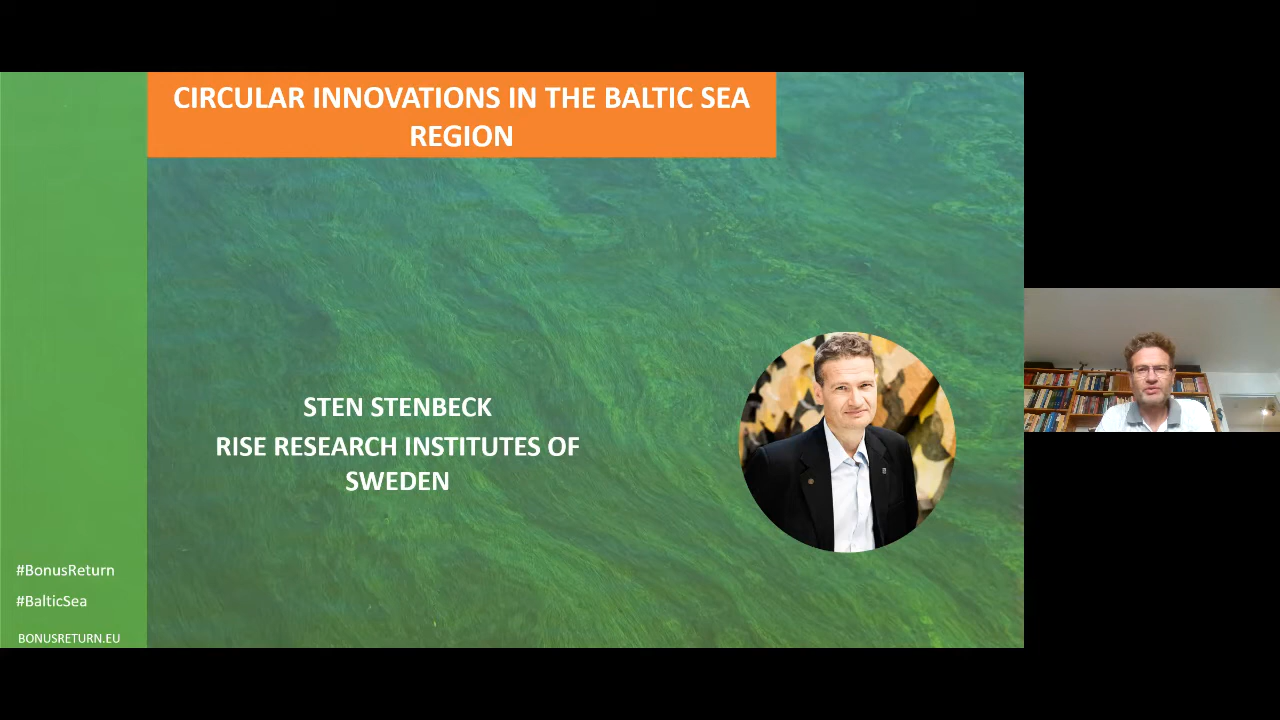 CIRCULAR INNOVATIONS IN THE BALTIC SEA
REGION
STEN STENBECK
RISE RESEARCH INSTITUTES OF
SWEDEN
#BonusReturn
#BalticSea
BONUSRETURN.EU